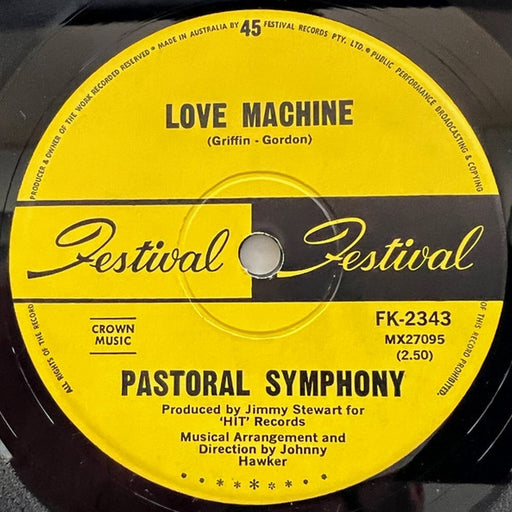 PRODUCER & OWNER OF THE WORK RECORDED RESERVED ● MADE IN AUSTRALIA BY 45 FESTIVAL RECORDS PTY. LTD. ● PUBLIC PERFORMANCE BROADCASTING & COPYING
LOVE MACHINE
(Griffin - Gordon)
Festival Festival
CROWN
MUSIC
FK-2343
MX27095
(2.50)
ALL RIGHTS OF THE RECORD
OF THIS RECORD PROHIBITED.
PASTORAL SYMPHONY
Produced by Jimmy Stewart for
'HIT' Records
Musical Arrangement and
Direction by Johnny
Hawker